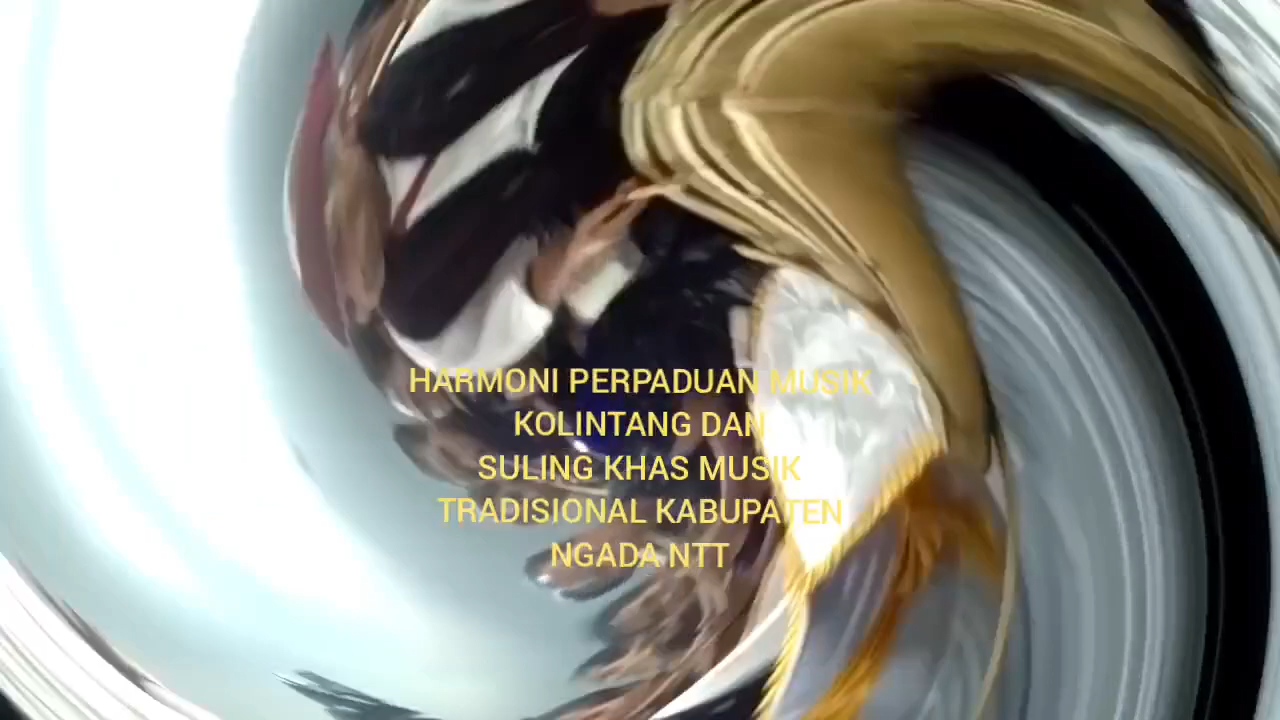 HARMONI PERPADUAN MUSIK
KOLINTANG DAN
SULING KHAS MUSIK
TRADISIONAL KABUPATEN
NGADA NTT